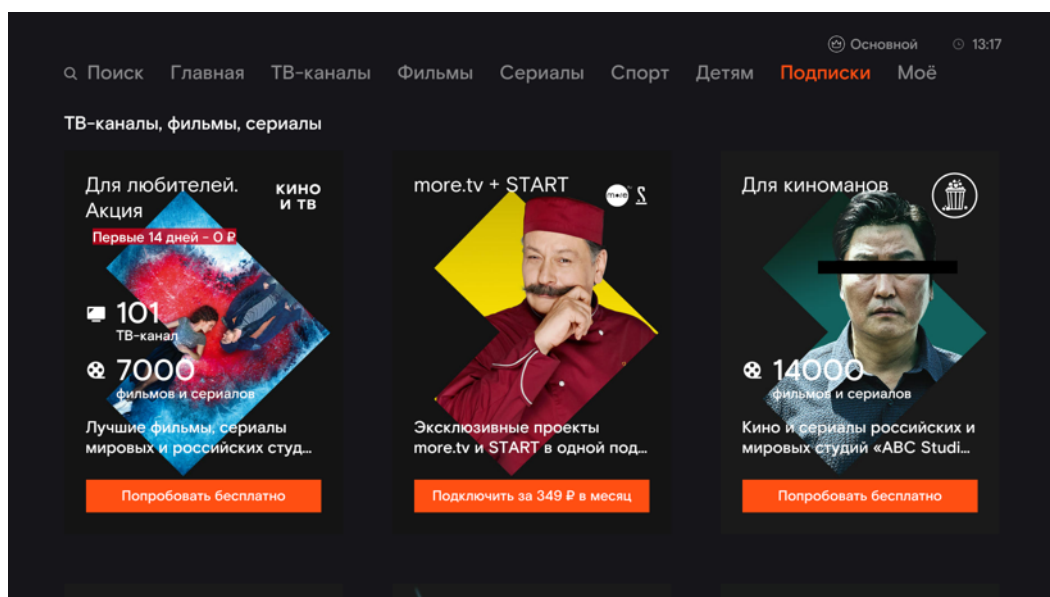 Основной
13:17
Поиск Главная ТВ-каналы Фильмы Сериалы Спорт Детям Подписки Моё
ТВ-каналы, фильмы, сериалы
Для любителей.
Акция
КИНО
И ТВ
Первые 14 дней - 0 ₽
101
ТВ-канал
7000
фильмов и сериалов
Лучшие фильмы, сериалы
мировых и российских студ...
Попробовать бесплатно
more.tv + START
more
S
Эксклюзивные проекты
more.tv и START в одной под...
Подключить за 349 ₽ в месяц
Для киноманов
14000
фильмов и сериалов
Кино и сериалы российских и
мировых студий «ABC Studi...
Попробовать бесплатно